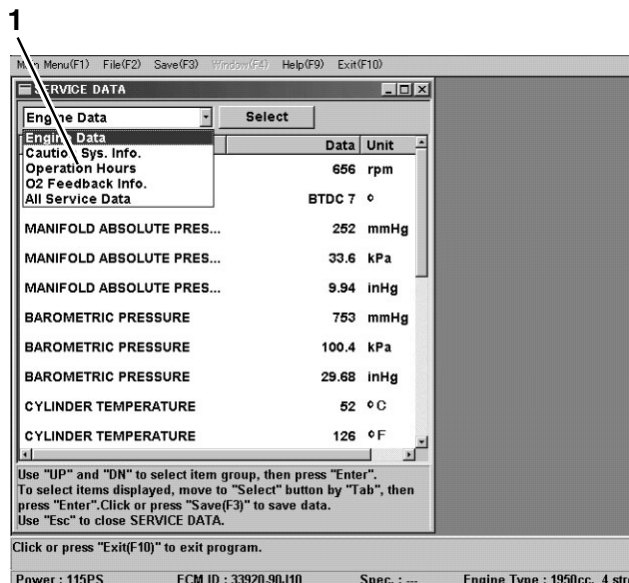 1
Main Menu(F1) File(F2) Save(F3) Window(F4) Help(F9) Exit(F10)
SERVICE DATA
Engine Data Select
Data Unit
Engine Data
Caution Sys. Info.
Operation Hours
O2 Feedback Info.
All Service Data
656 rpm
BTDC 7 °
MANIFOLD ABSOLUTE PRES... 252 mmHg
MANIFOLD ABSOLUTE PRES... 33.6 kPa
MANIFOLD ABSOLUTE PRES... 9.94 inHg
BAROMETRIC PRESSURE 753 mmHg
BAROMETRIC PRESSURE 100.4 kPa
BAROMETRIC PRESSURE 29.68 inHg
CYLINDER TEMPERATURE 52 °C
CYLINDER TEMPERATURE 126 °F
Use "UP" and "DN" to select item group, then press "Enter".
To select items displayed, move to "Select" button by "Tab", then
press "Enter".Click or press "Save(F3)" to save data.
Use "Esc" to close SERVICE DATA.
Click or press "Exit(F10)" to exit program.
Power : 115PS ECM ID : 33920-90J10 Spec. : --- Engine Type : 1950cc, 4 str